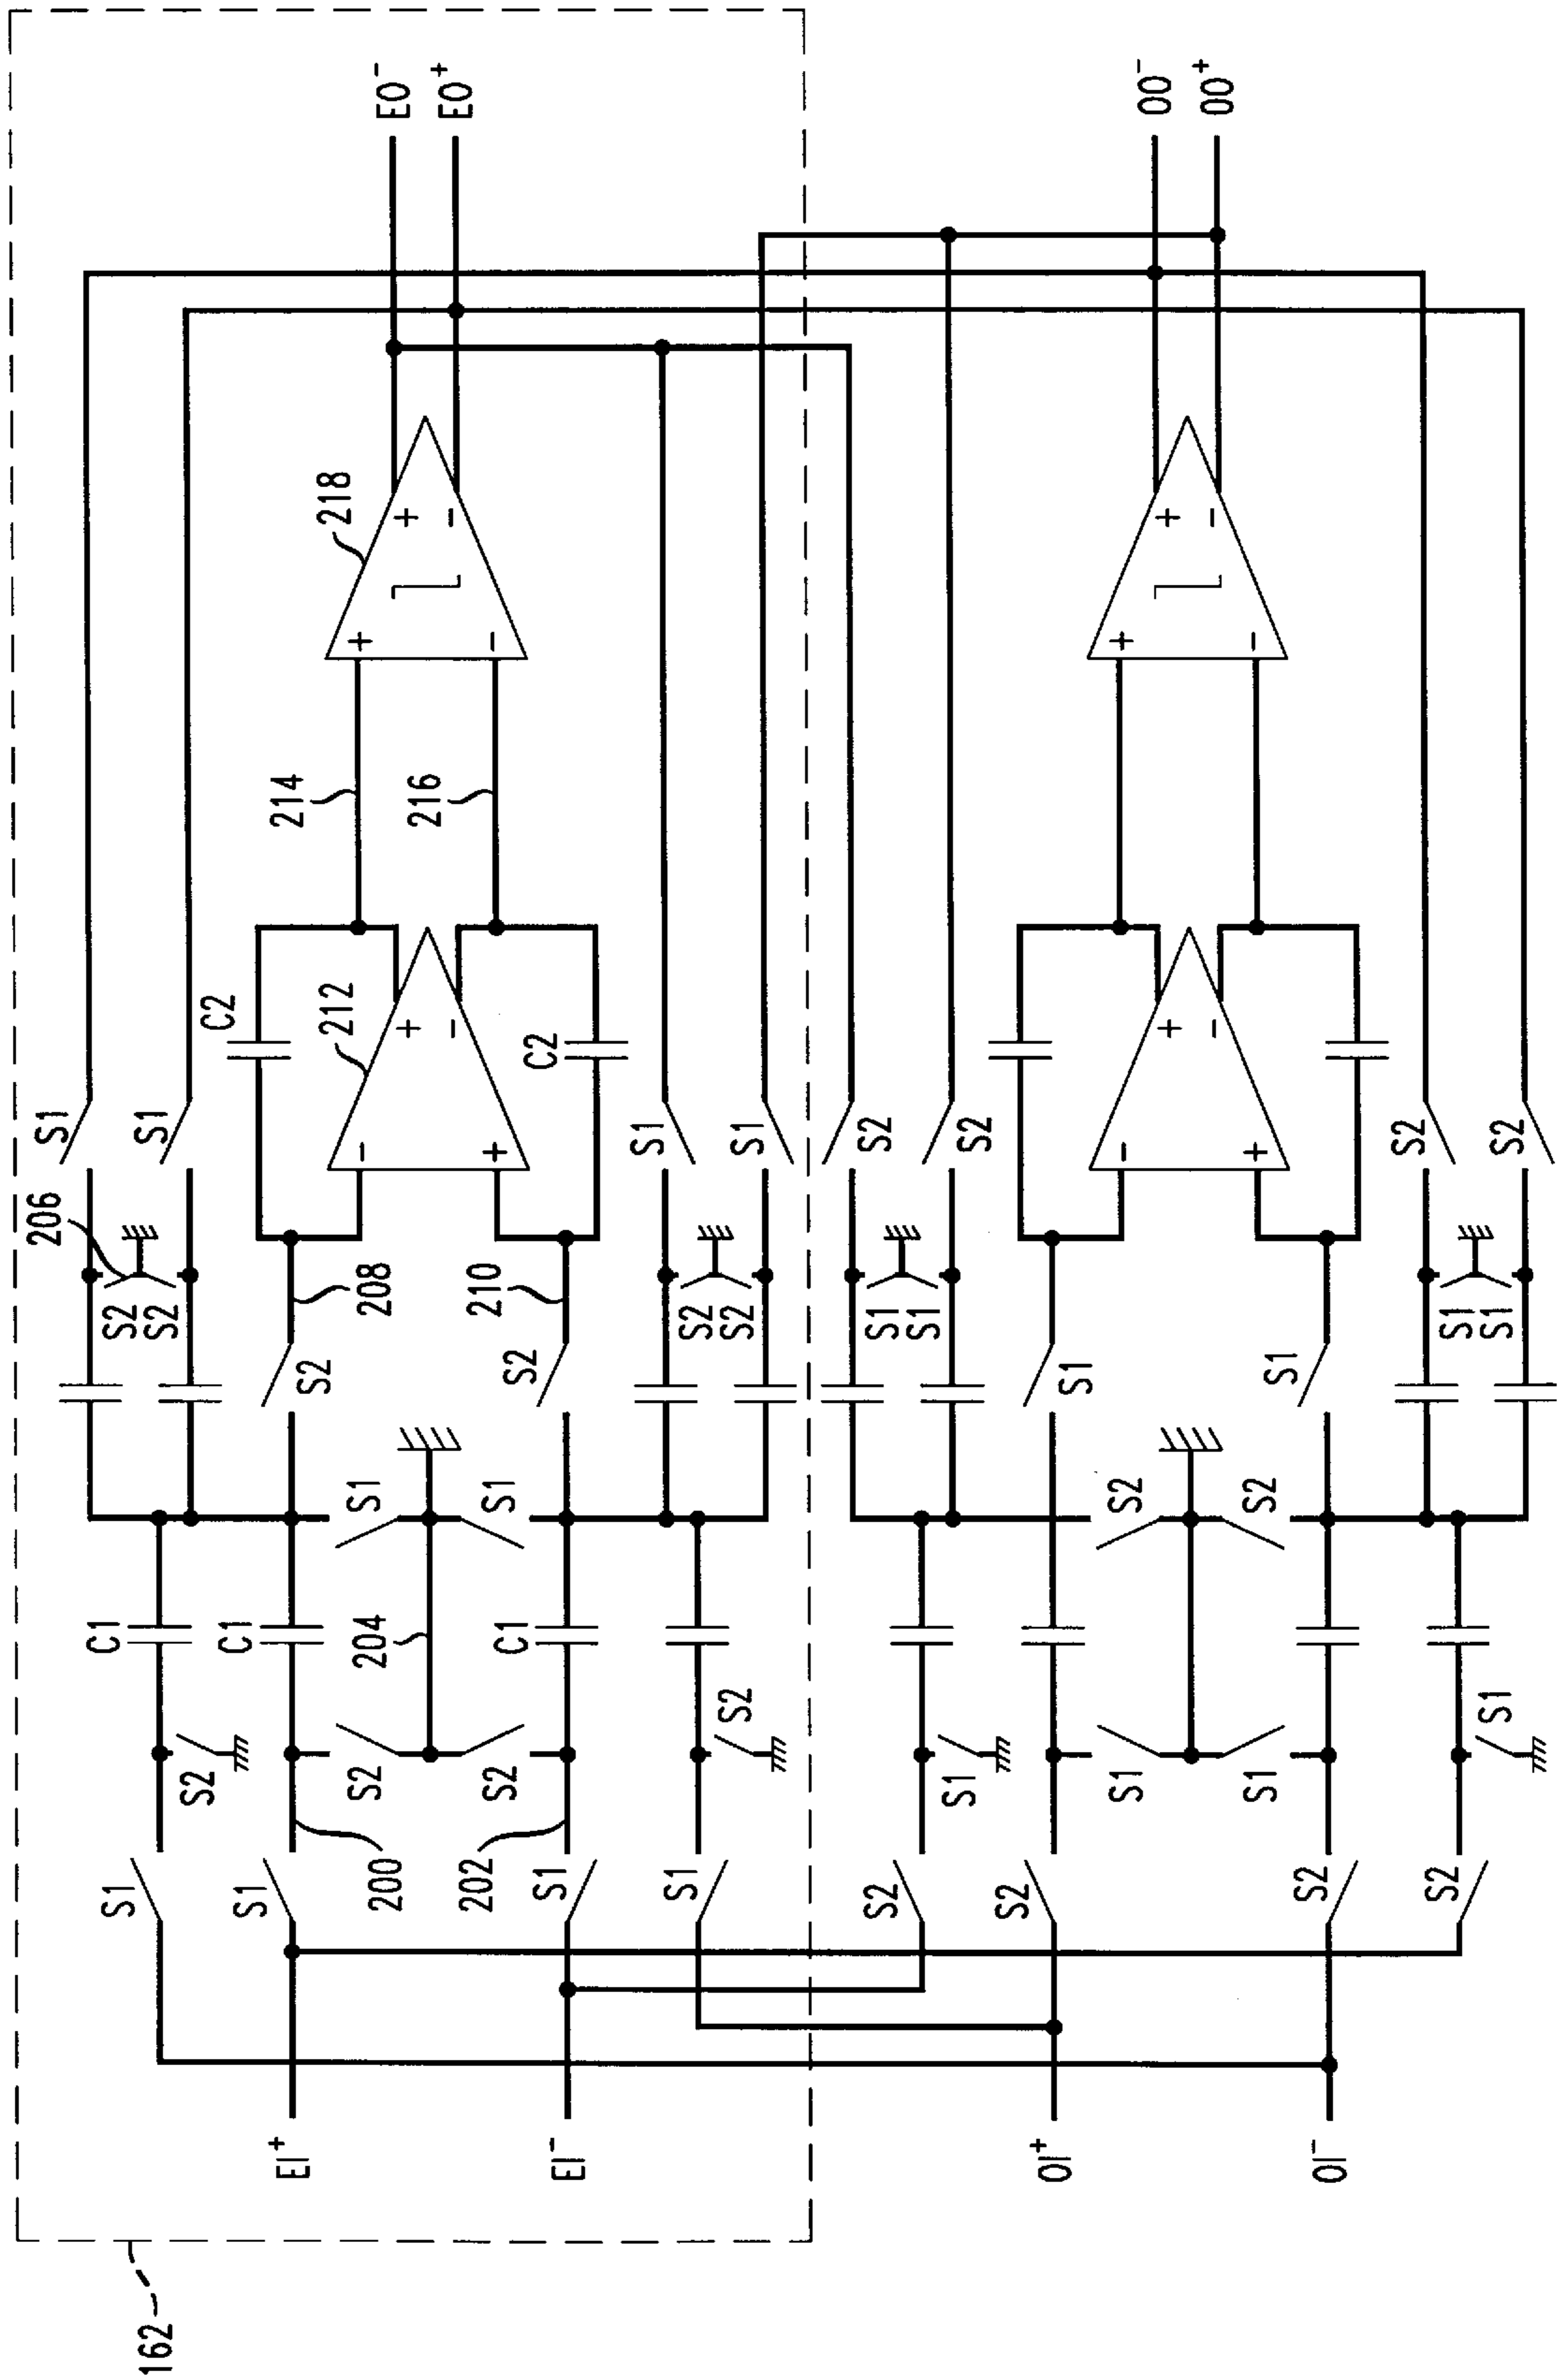 162
EI+
EI-
OI+
OI-
S1
S1
200
202
S1
S1
S2
S2
S2
S2
S2
S2
S2
S2
S1
S1
S1
S1
C1
C1
204
C1
S1
S1
S2
S2
S2
S2
S1
S1
206
S2
S2
208
210
S2
S2
S1
S1
S1
S1
S1
S1
S1
S1
S2
S2
S2
S2
C2
212
C2
-
+
+
-
-
+
+
-
214
216
218
+
-
+
-
+
-
+
-
EO-
EO+
OO-
OO+